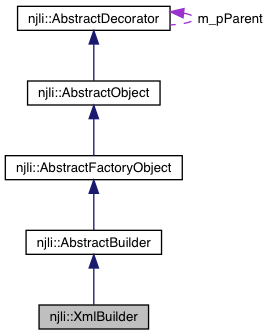 njli::AbstractDecorator
m_pParent
njli::AbstractObject
njli::AbstractFactoryObject
njli::AbstractBuilder
njli::XmlBuilder